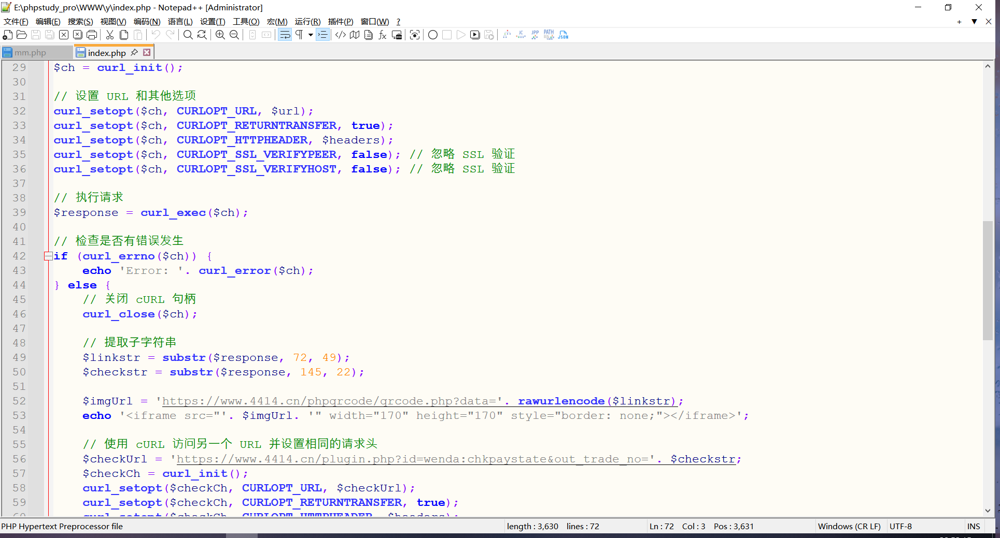 E:\phpstudy_pro\WWW\y\index.php - Notepad++ [Administrator]
文件(F) 编辑(E) 搜索(S) 视图(V) 编码(N) 语言(L) 设置(T) 工具(O) 宏(M) 运行(R) 插件(P) 窗口(W) ?
mm.php index.php
29 $ch = curl_init();
30
31 // 设置 URL 和其他选项
32 curl_setopt($ch, CURLOPT_URL, $url);
33 curl_setopt($ch, CURLOPT_RETURNTRANSFER, true);
34 curl_setopt($ch, CURLOPT_HTTPHEADER, $headers);
35 curl_setopt($ch, CURLOPT_SSL_VERIFYPEER, false); // 忽略 SSL 验证
36 curl_setopt($ch, CURLOPT_SSL_VERIFYHOST, false); // 忽略 SSL 验证
37
38 // 执行请求
39 $response = curl_exec($ch);
40
41 // 检查是否有错误发生
42 if (curl_errno($ch)) {
43 echo 'Error: '. curl_error($ch);
44 } else {
45 // 关闭 cURL 句柄
46 curl_close($ch);
47
48 // 提取子字符串
49 $linkstr = substr($response, 72, 49);
50 $checkstr = substr($response, 145, 22);
51
52 $imgUrl = 'https://www.4414.cn/phpqrcode/qrcode.php?data='. rawurlencode($linkstr);
53 echo '<iframe src="'. $imgUrl. '" width="170" height="170" style="border: none;"></iframe>';
54
55 // 使用 cURL 访问另一个 URL 并设置相同的请求头
56 $checkUrl = 'https://www.4414.cn/plugin.php?id=wenda:chkpaystate&out_trade_no='. $checkstr;
57 $checkCh = curl_init();
58 curl_setopt($checkCh, CURLOPT_URL, $checkUrl);
59 curl_setopt($checkCh, CURLOPT_RETURNTRANSFER, true);
60 curl_setopt($checkCh, CURLOPT_HTTPHEADER, $headers);
PHP Hypertext Preprocessor file length : 3,630 lines : 72 Ln : 72 Col : 3 Pos : 3,631 Windows (CR LF) UTF-8 INS